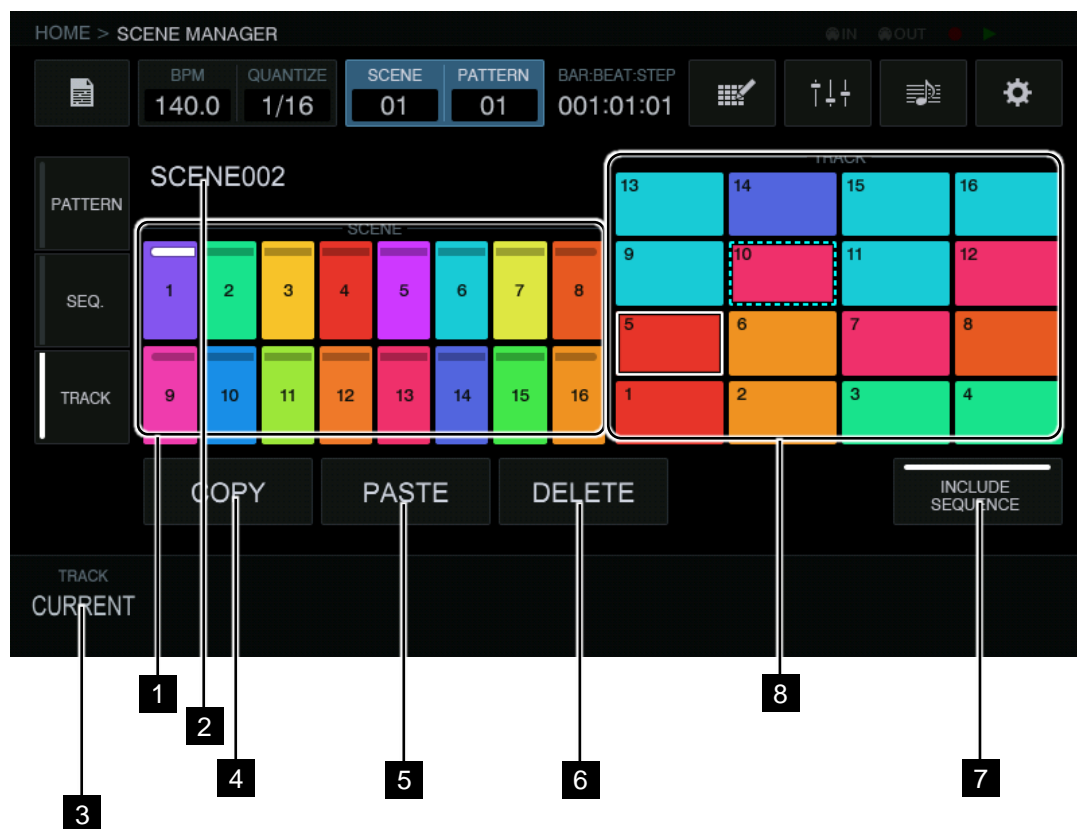 HOME > SCENE MANAGER IN OUT
BPM QUANTIZE SCENE PATTERN BAR:BEAT:STEP
140.0 1/16 01 01 001:01:01
PATTERN
SEQ.
TRACK
SCENE002
SCENE
1 2 3 4 5 6 7 8
9 10 11 12 13 14 15 16
TRACK
13 14 15 16
9 10 11 12
5 6 7 8
1 2 3 4
COPY PASTE DELETE
INCLUDE
SEQUENCE
TRACK
CURRENT
1
2
3
4
5
6
7
8